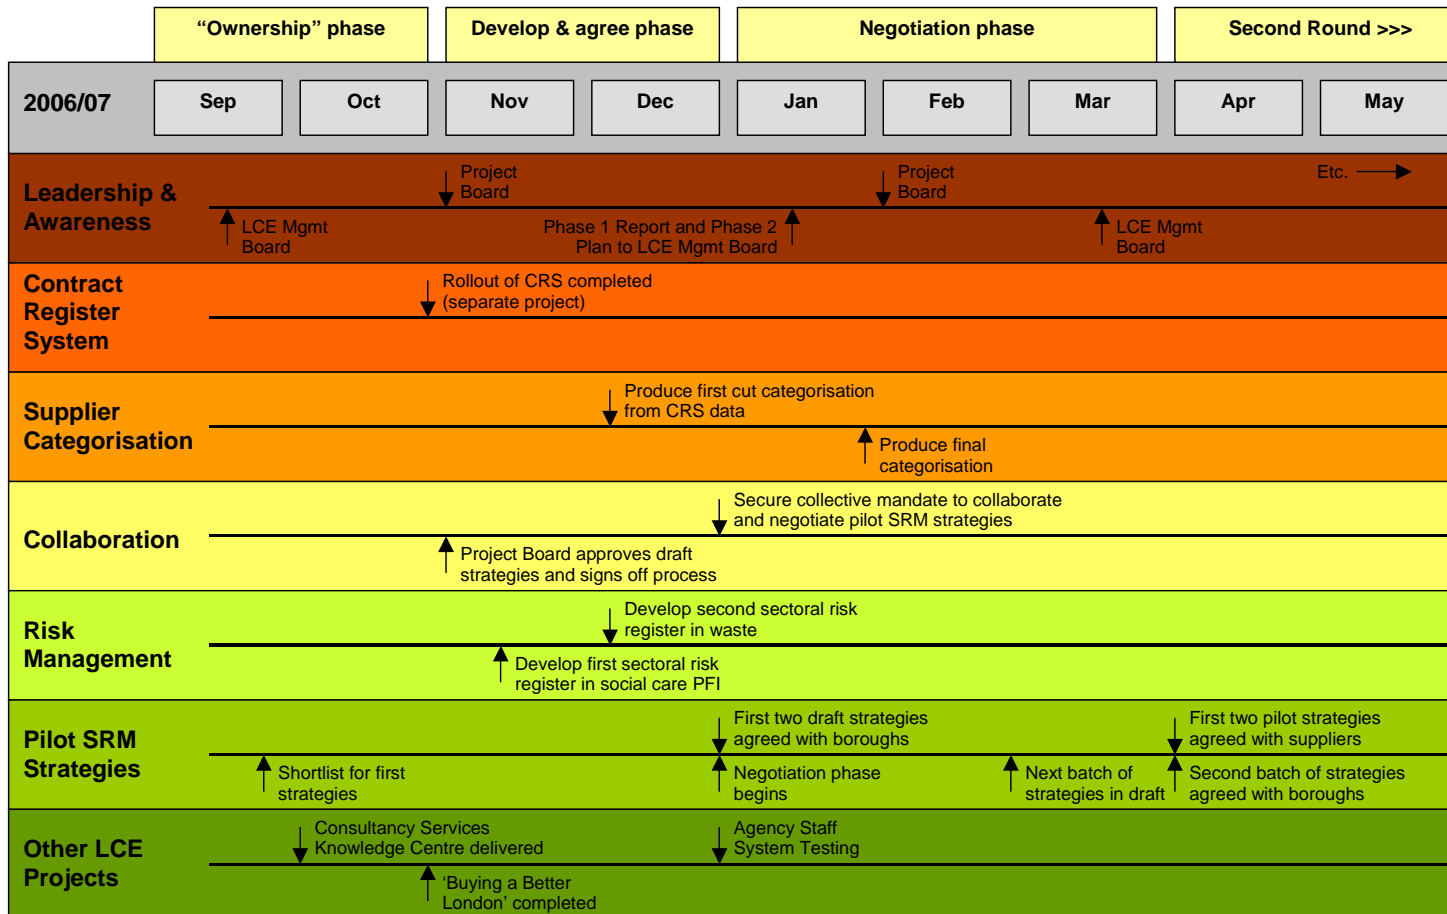 “Ownership” phase
Develop & agree phase
Negotiation phase
Second Round >>>
2006/07
Sep
Oct
Nov
Dec
Jan
Feb
Mar
Apr
May
Leadership &
Awareness
Project
Board
Project
Board
Etc.
LCE Mgmt
Board
Phase 1 Report and Phase 2
Plan to LCE Mgmt Board
LCE Mgmt
Board
Contract
Register
System
Rollout of CRS completed
(separate project)
Supplier
Categorisation
Produce first cut categorisation
from CRS data
Produce final
categorisation
Collaboration
Secure collective mandate to collaborate
and negotiate pilot SRM strategies
Project Board approves draft
strategies and signs off process
Risk
Management
Develop second sectoral risk
register in waste
Develop first sectoral risk
register in social care PFI
Pilot SRM
Strategies
First two draft strategies
agreed with boroughs
First two pilot strategies
agreed with suppliers
Shortlist for first
strategies
Negotiation phase
begins
Next batch of
strategies in draft
Second batch of strategies
agreed with boroughs
Other LCE
Projects
Consultancy Services
Knowledge Centre delivered
Agency Staff
System Testing
‘Buying a Better
London’ completed